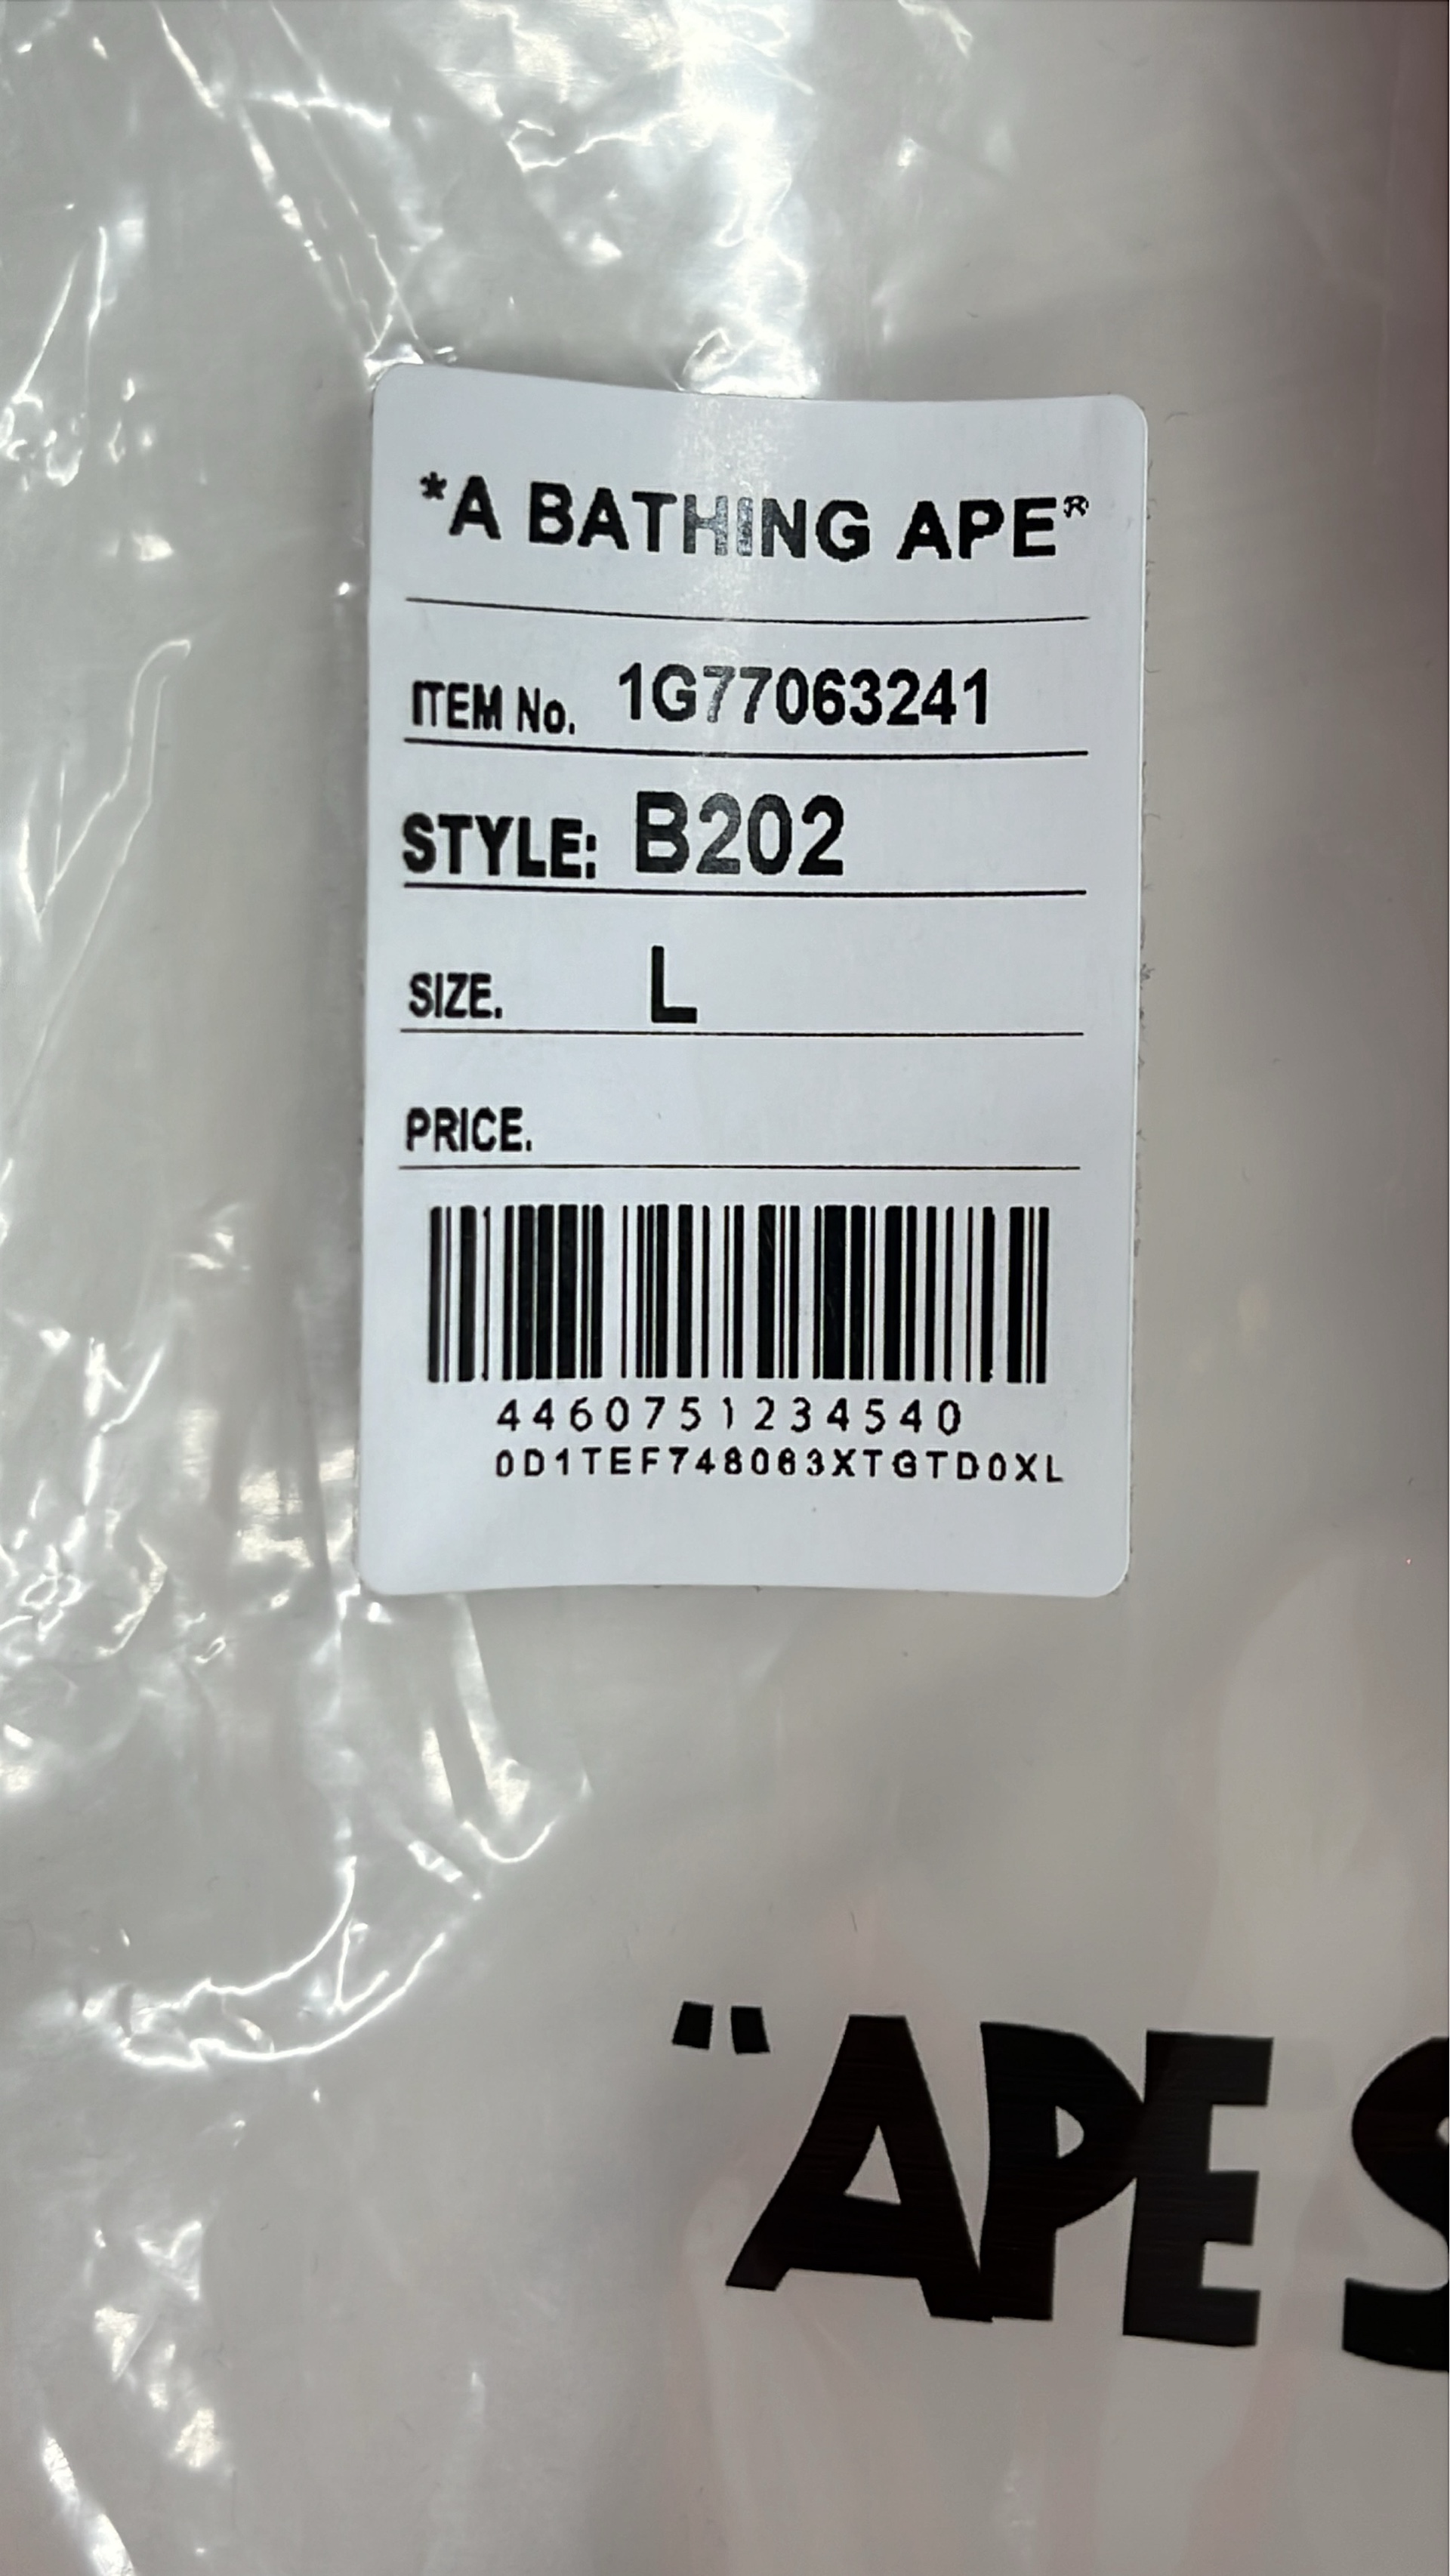 *A BATHING APE®
ITEM No. 1G77063241
STYLE: B202
SIZE. L
PRICE.
4460751234540
0D1TEF748063XTGTD0XL
"APE S